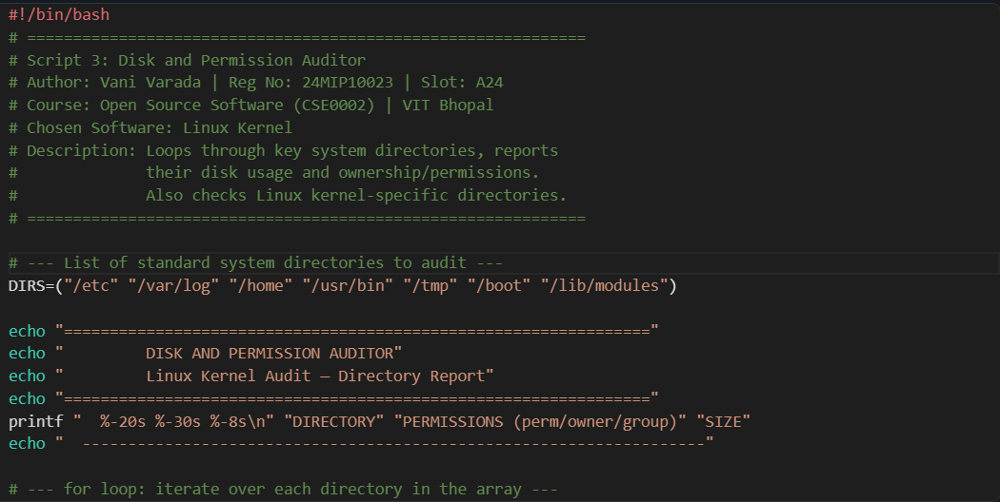 #!/bin/bash
# =============================================================
# Script 3: Disk and Permission Auditor
# Author: Vani Varada | Reg No: 24MIP10023 | Slot: A24
# Course: Open Source Software (CSE0002) | VIT Bhopal
# Chosen Software: Linux Kernel
# Description: Loops through key system directories, reports
#              their disk usage and ownership/permissions.
#              Also checks Linux kernel-specific directories.
# =============================================================
# --- List of standard system directories to audit ---
DIRS=("/etc" "/var/log" "/home" "/usr/bin" "/tmp" "/boot" "/lib/modules")
echo "================================================================"
echo "         DISK AND PERMISSION AUDITOR"
echo "         Linux Kernel Audit — Directory Report"
echo "================================================================"
printf "  %-20s %-30s %-8s\n" "DIRECTORY" "PERMISSIONS (perm/owner/group)" "SIZE"
echo "  --------------------------------------------------------------------"
# --- for loop: iterate over each directory in the array ---